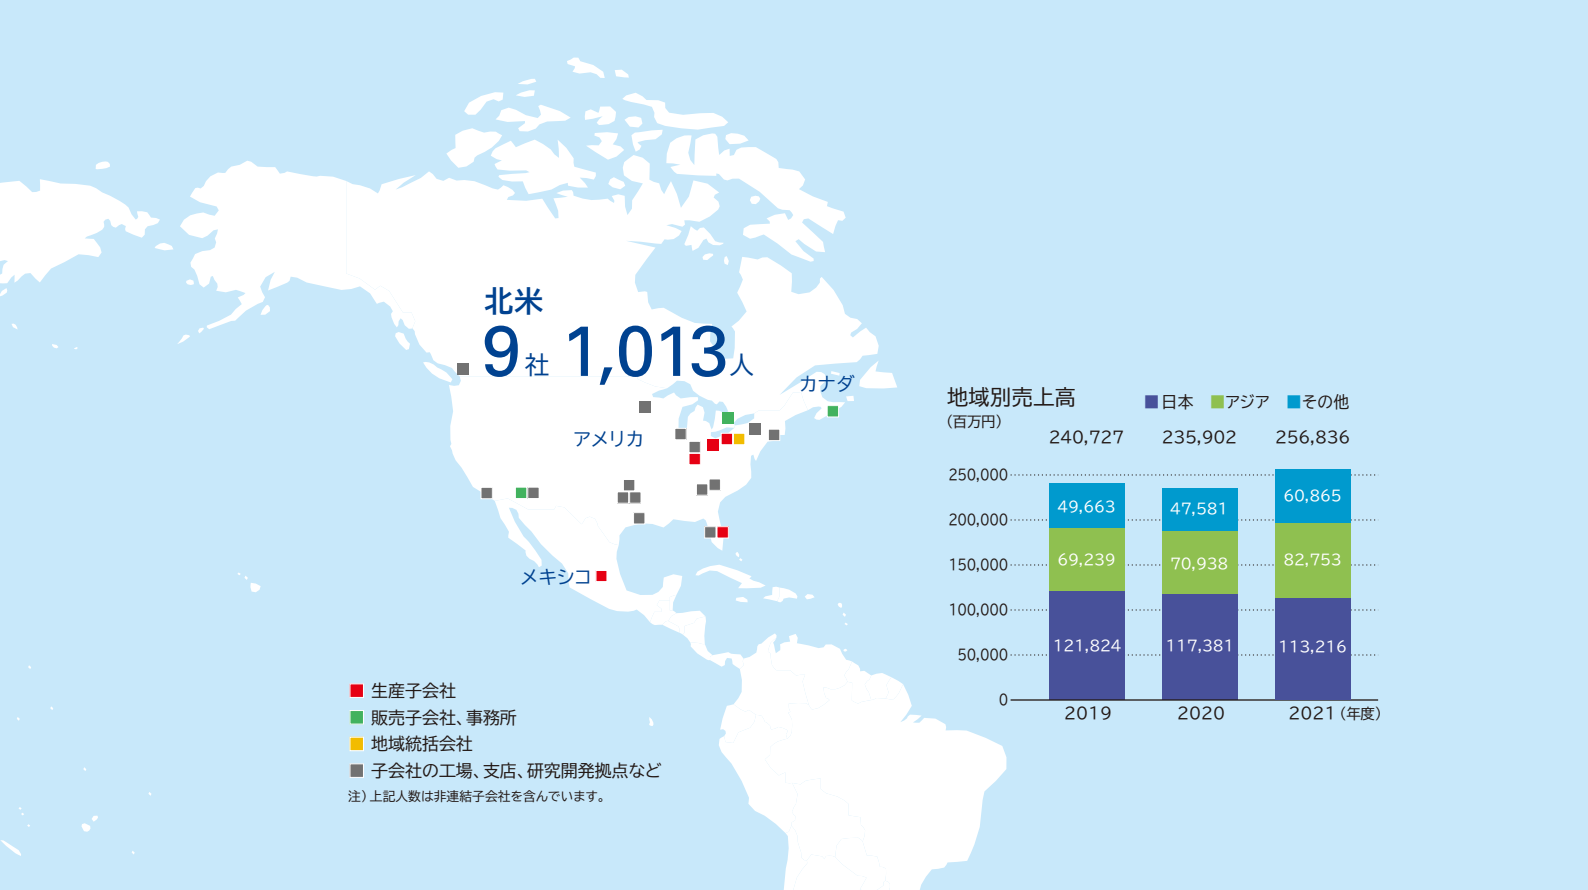 北米
9社 1,013人
カナダ
アメリカ
メキシコ
生産子会社
販売子会社、事務所
地域統括会社
子会社の工場、支店、研究開発拠点など
注）上記人数は非連結子会社を含んでいます。
地域別売上高
（百万円）
日本 アジア その他
240,727 235,902 256,836
250,000
200,000
150,000
100,000
50,000
0
49,663 47,581 60,865
69,239 70,938 82,753
121,824 117,381 113,216
2019 2020 2021（年度）